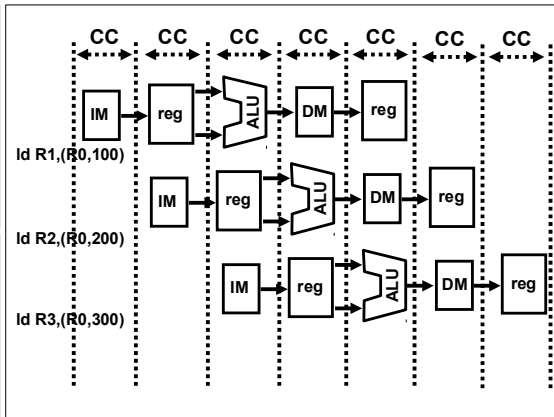 CC CC CC CC CC CC CC
IM reg ALU DM reg
ld R1,(R0,100)
IM reg ALU DM reg
ld R2,(R0,200)
IM reg ALU DM reg
ld R3,(R0,300)